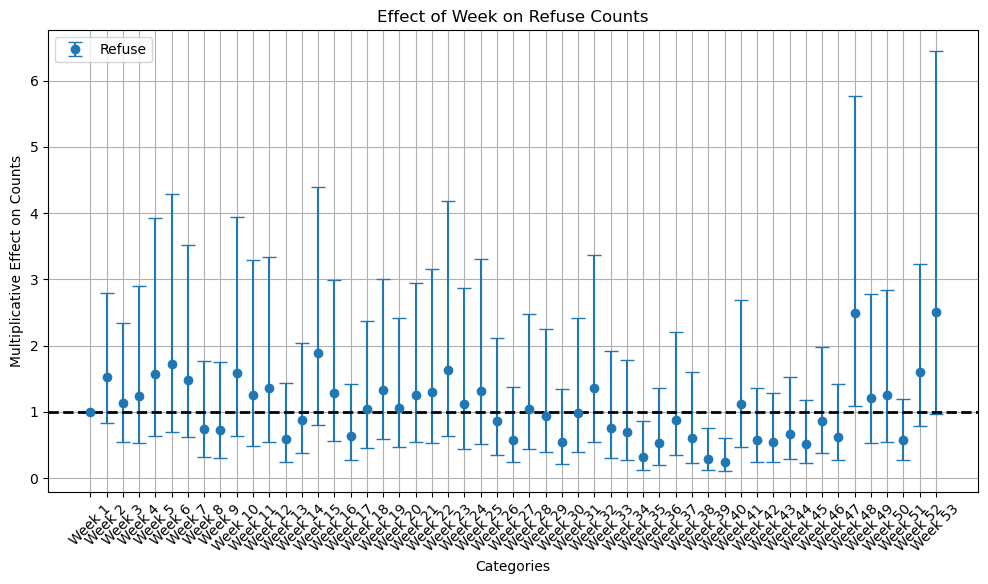 Effect of Week on Refuse Counts
Refuse
Multiplicative Effect on Counts
6
5
4
3
2
1
0
Week 1
Week 2
Week 3
Week 4
Week 5
Week 6
Week 7
Week 8
Week 9
Week 10
Week 11
Week 12
Week 13
Week 14
Week 15
Week 16
Week 17
Week 18
Week 19
Week 20
Week 21
Week 22
Week 23
Week 24
Week 25
Week 26
Week 27
Week 28
Week 29
Week 30
Week 31
Week 32
Week 33
Week 34
Week 35
Week 36
Week 37
Week 38
Week 39
Week 40
Week 41
Week 42
Week 43
Week 44
Week 45
Week 46
Week 47
Week 48
Week 49
Week 50
Week 51
Week 52
Week 53
Categories